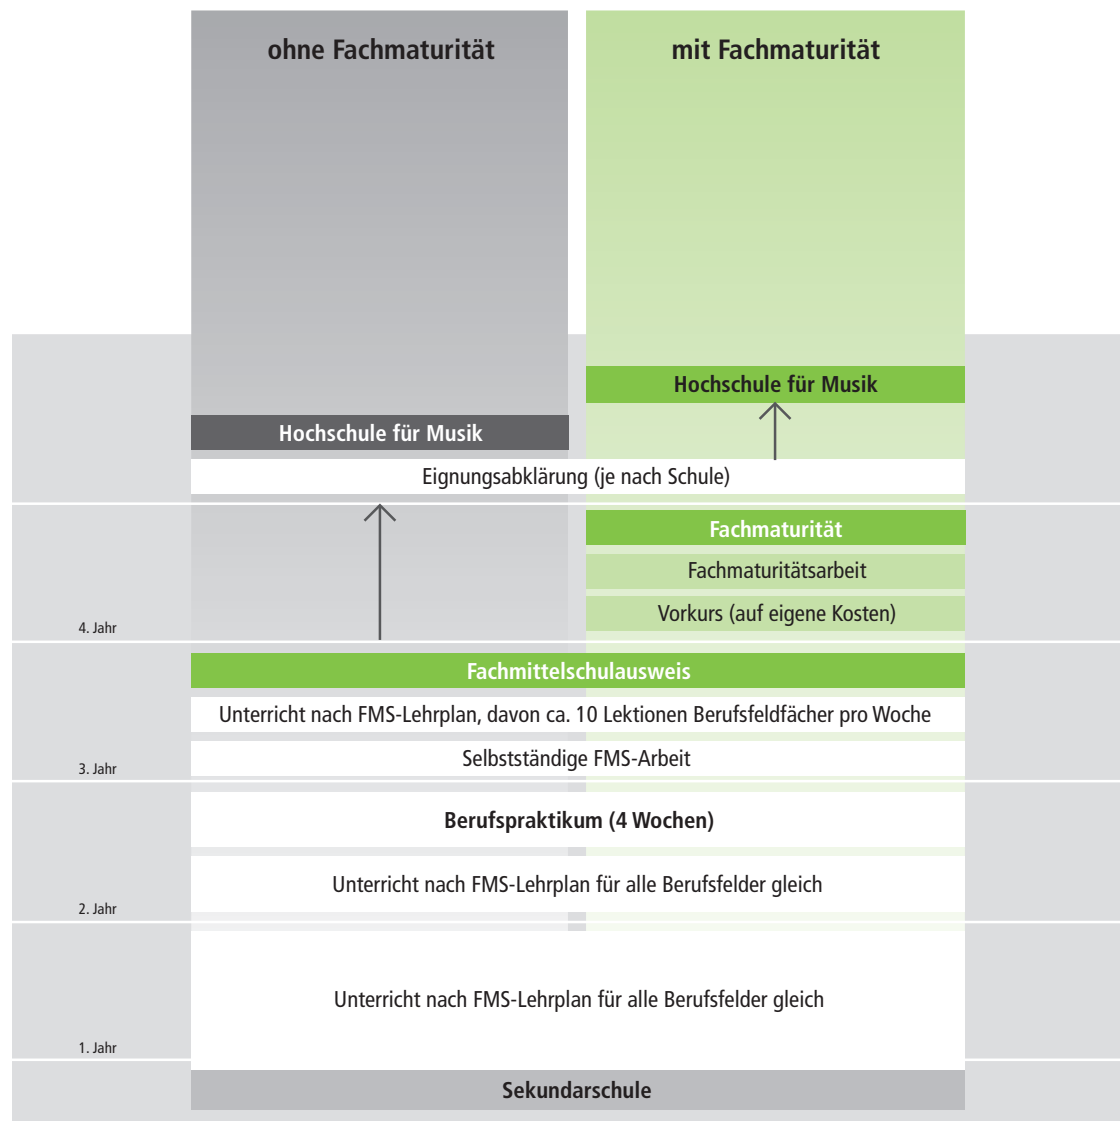 ohne Fachmaturität
mit Fachmaturität
Hochschule für Musik
Hochschule für Musik
Eignungsabklärung (je nach Schule)
Fachmaturität
Fachmaturitätsarbeit
Vorkurs (auf eigene Kosten)
4. Jahr
Fachmittelschulausweis
Unterricht nach FMS-Lehrplan, davon ca. 10 Lektionen Berufsfeldfächer pro Woche
Selbstständige FMS-Arbeit
3. Jahr
Berufspraktikum (4 Wochen)
Unterricht nach FMS-Lehrplan für alle Berufsfelder gleich
2. Jahr
Unterricht nach FMS-Lehrplan für alle Berufsfelder gleich
1. Jahr
Sekundarschule